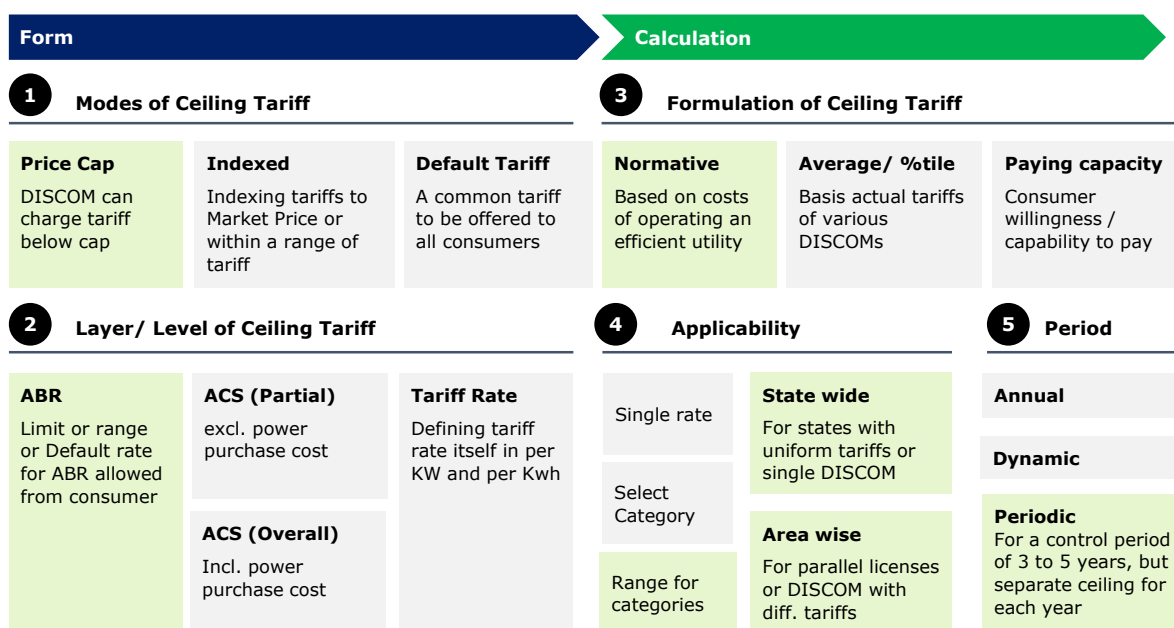 Form
Calculation
1
Modes of Ceiling Tariff
Price Cap
DISCOM can
charge tariff
below cap
Indexed
Indexing tariffs to
Market Price or
within a range of
tariff
Default Tariff
A common tariff
to be offered to
all consumers
3
Formulation of Ceiling Tariff
Normative
Based on costs
of operating an
efficient utility
Average/ %tile
Basis actual tariffs
of various
DISCOMs
Paying capacity
Consumer
willingness /
capability to pay
2
Layer/ Level of Ceiling Tariff
ABR
Limit or range
or Default rate
for ABR allowed
from consumer
ACS (Partial)
excl. power
purchase cost
ACS (Overall)
Incl. power
purchase cost
Tariff Rate
Defining tariff
rate itself in per
KW and per Kwh
4
Applicability
Single rate
Select
Category
Range for
categories
State wide
For states with
uniform tariffs or
single DISCOM
Area wise
For parallel licenses
or DISCOM with
diff. tariffs
5
Period
Annual
Dynamic
Periodic
For a control period
of 3 to 5 years, but
separate ceiling for
each year